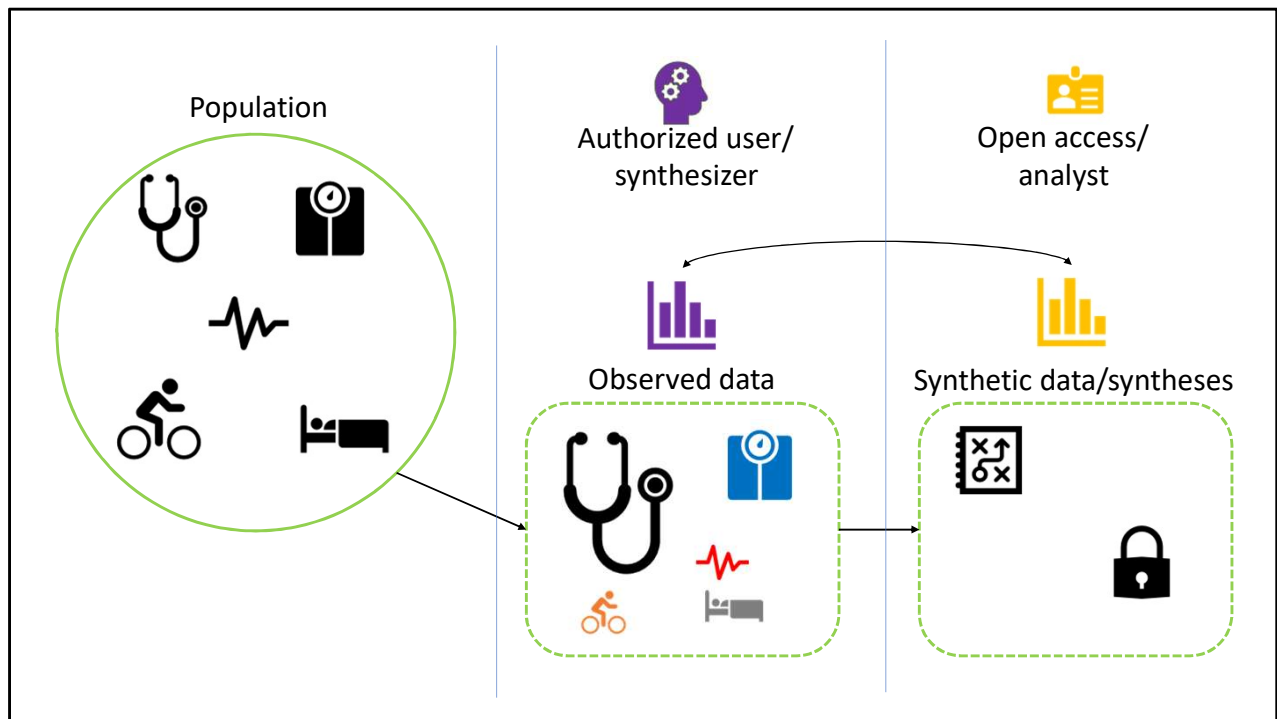 Population
Authorized user/
synthesizer
Open access/
analyst
Observed data
Synthetic data/syntheses